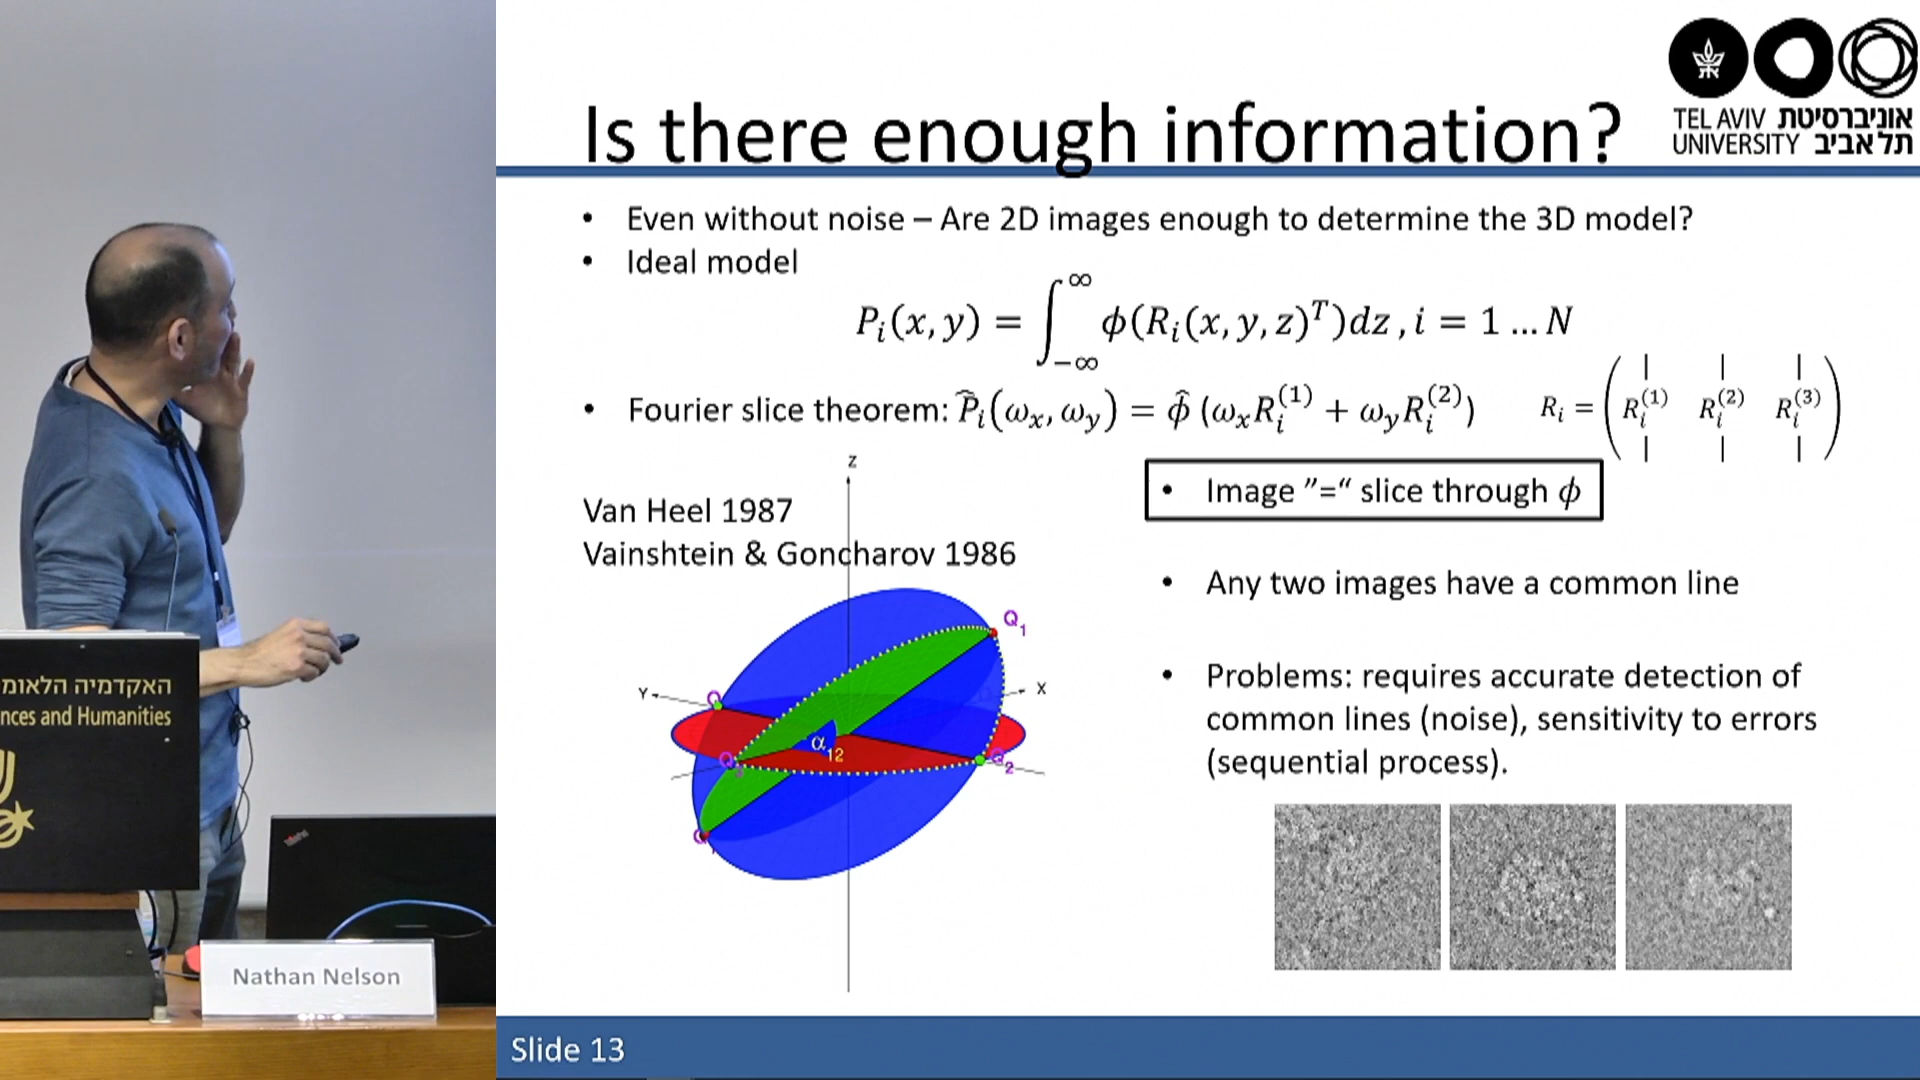 Is there enough information?
TEL AVIV אוניברסיטת
UNIVERSITY תל אביב
• Even without noise – Are 2D images enough to determine the 3D model?
• Ideal model
P_i(x, y) = ∫_{-∞}^{∞} ϕ(R_i(x, y, z)^T)dz , i = 1 … N
• Fourier slice theorem: P̂_i(ω_x, ω_y) = ϕ̂ (ω_x R_i^{(1)} + ω_y R_i^{(2)})
R_i = ( | | | R_i^{(1)} R_i^{(2)} R_i^{(3)} | | | )
• Image ”=“ slice through ϕ
Van Heel 1987
Vainshtein & Goncharov 1986
• Any two images have a common line
• Problems: requires accurate detection of
common lines (noise), sensitivity to errors
(sequential process).
Z
Q_1
Y
X
Q
α_12
Q
Q_2
Q
האקדמיה הלאומ
nces and Humanities
Nathan Nelson
Slide 13